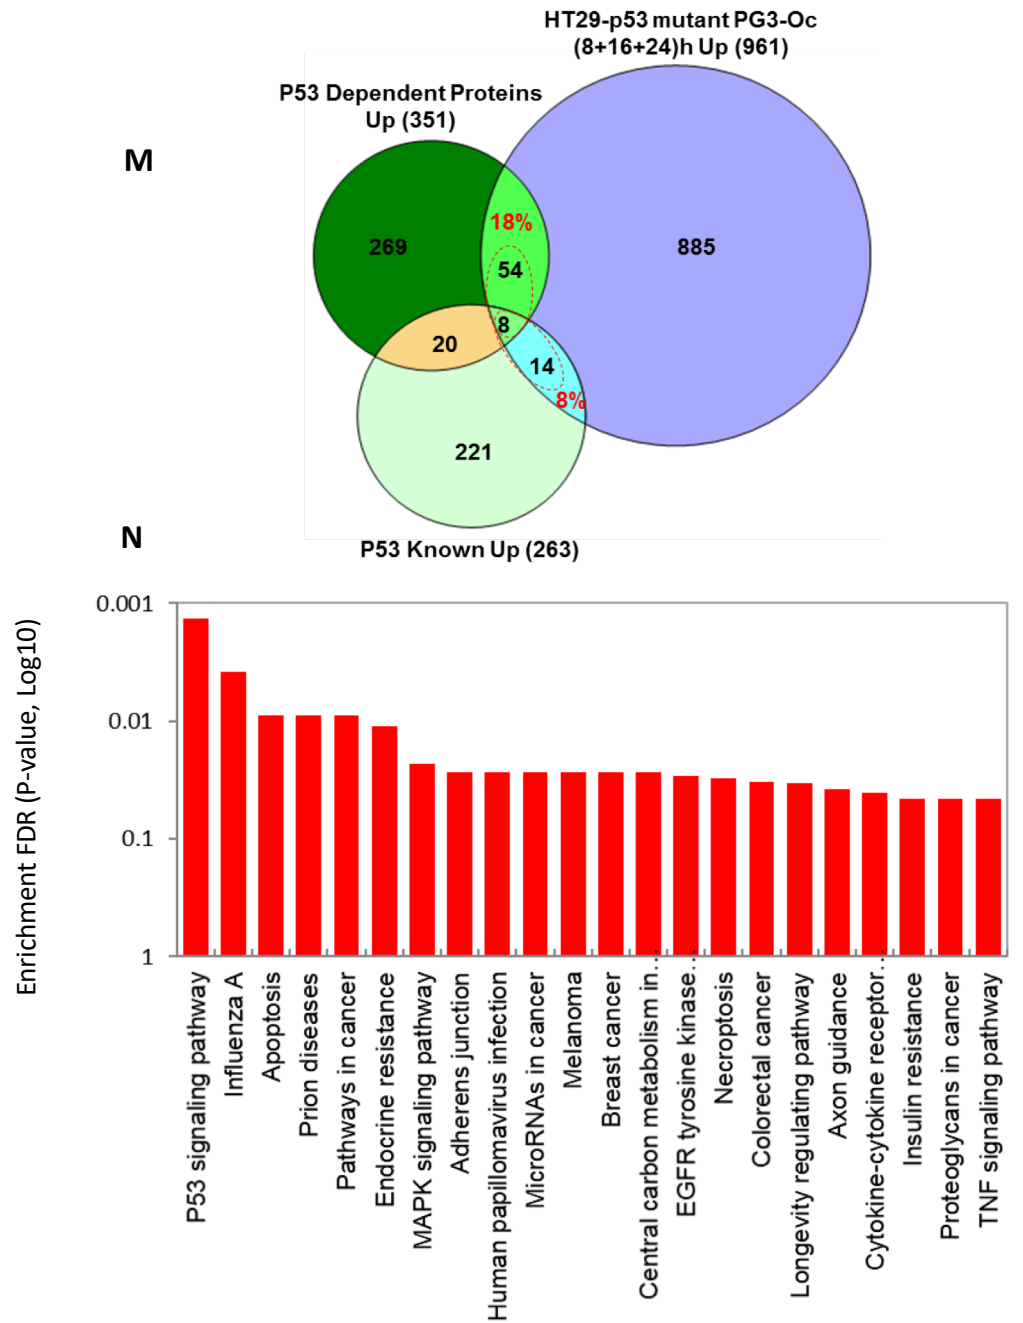 HT29-p53 mutant PG3-Oc
(8+16+24)h Up (961)
P53 Dependent Proteins
Up (351)
M
18%
269
885
54
8
20
14
8%
221
N
P53 Known Up (263)
Enrichment FDR (P-value, Log10)
0.001
0.01
0.1
1
P53 signaling pathway
Influenza A
Apoptosis
Prion diseases
Pathways in cancer
Endocrine resistance
MAPK signaling pathway
Adherens junction
Human papillomavirus infection
MicroRNAs in cancer
Melanoma
Breast cancer
Central carbon metabolism in…
EGFR tyrosine kinase…
Necroptosis
Colorectal cancer
Longevity regulating pathway
Axon guidance
Cytokine-cytokine receptor…
Insulin resistance
Proteoglycans in cancer
TNF signaling pathway